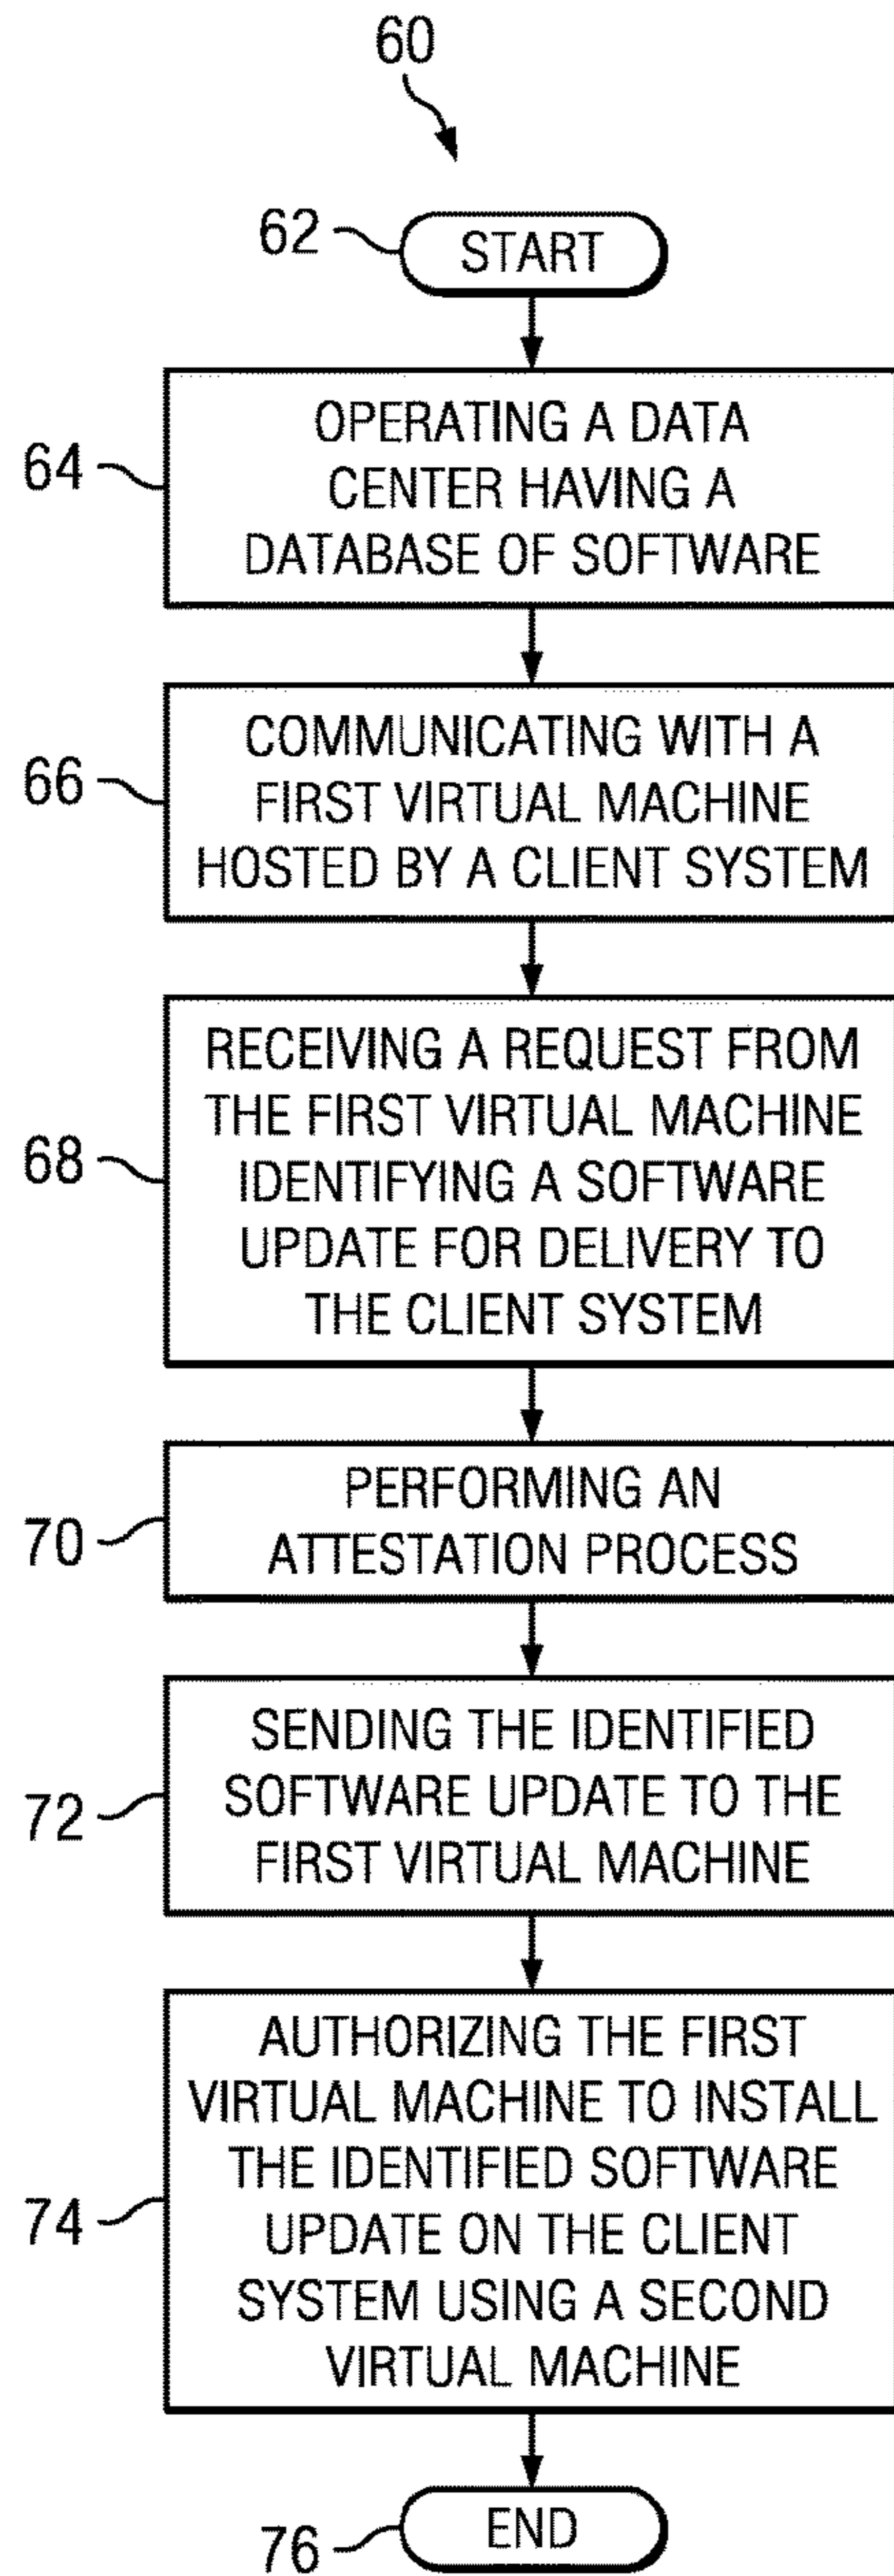 60
62
START
64
OPERATING A DATA
CENTER HAVING A
DATABASE OF SOFTWARE
66
COMMUNICATING WITH A
FIRST VIRTUAL MACHINE
HOSTED BY A CLIENT SYSTEM
68
RECEIVING A REQUEST FROM
THE FIRST VIRTUAL MACHINE
IDENTIFYING A SOFTWARE
UPDATE FOR DELIVERY TO
THE CLIENT SYSTEM
70
PERFORMING AN
ATTESTATION PROCESS
72
SENDING THE IDENTIFIED
SOFTWARE UPDATE TO THE
FIRST VIRTUAL MACHINE
74
AUTHORIZING THE FIRST
VIRTUAL MACHINE TO INSTALL
THE IDENTIFIED SOFTWARE
UPDATE ON THE CLIENT
SYSTEM USING A SECOND
VIRTUAL MACHINE
76
END